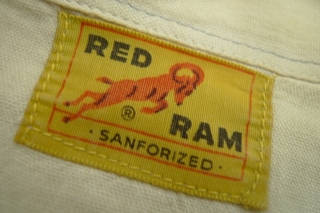 RED
®
RAM
· SANFORIZED ·